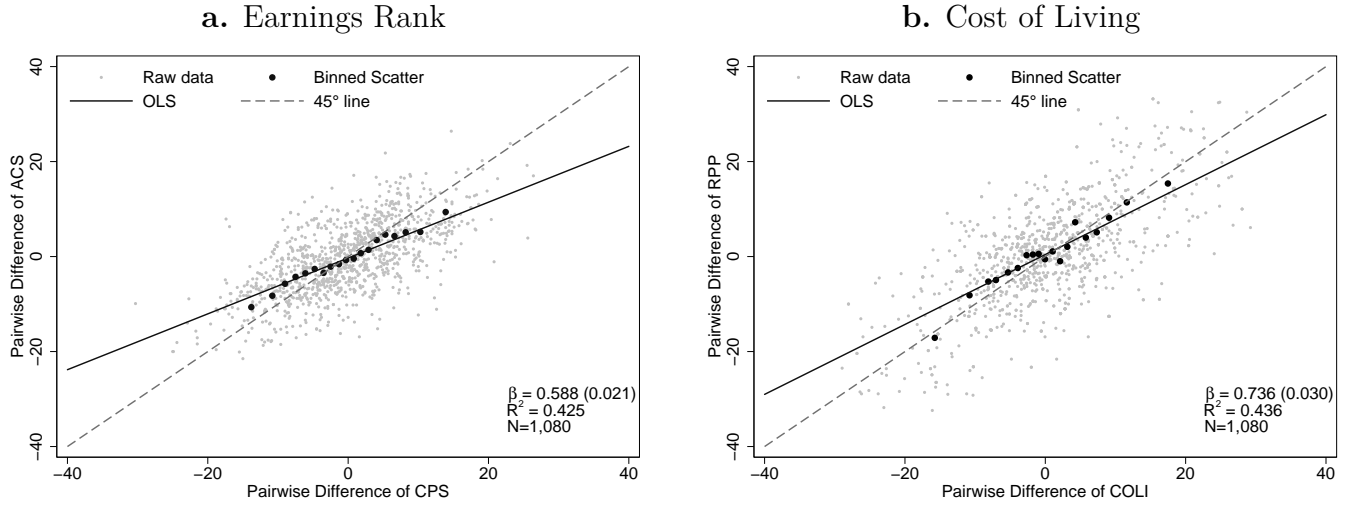 a. Earnings Rank
40
20
0
−20
−40
Pairwise Difference of ACS
Raw data
Binned Scatter
OLS
45° line
β = 0.588 (0.021)
R² = 0.425
N=1,080
−40 −20 0 20 40
Pairwise Difference of CPS
b. Cost of Living
40
20
0
−20
−40
Pairwise Difference of RPP
Raw data
Binned Scatter
OLS
45° line
β = 0.736 (0.030)
R² = 0.436
N=1,080
−40 −20 0 20 40
Pairwise Difference of COLI